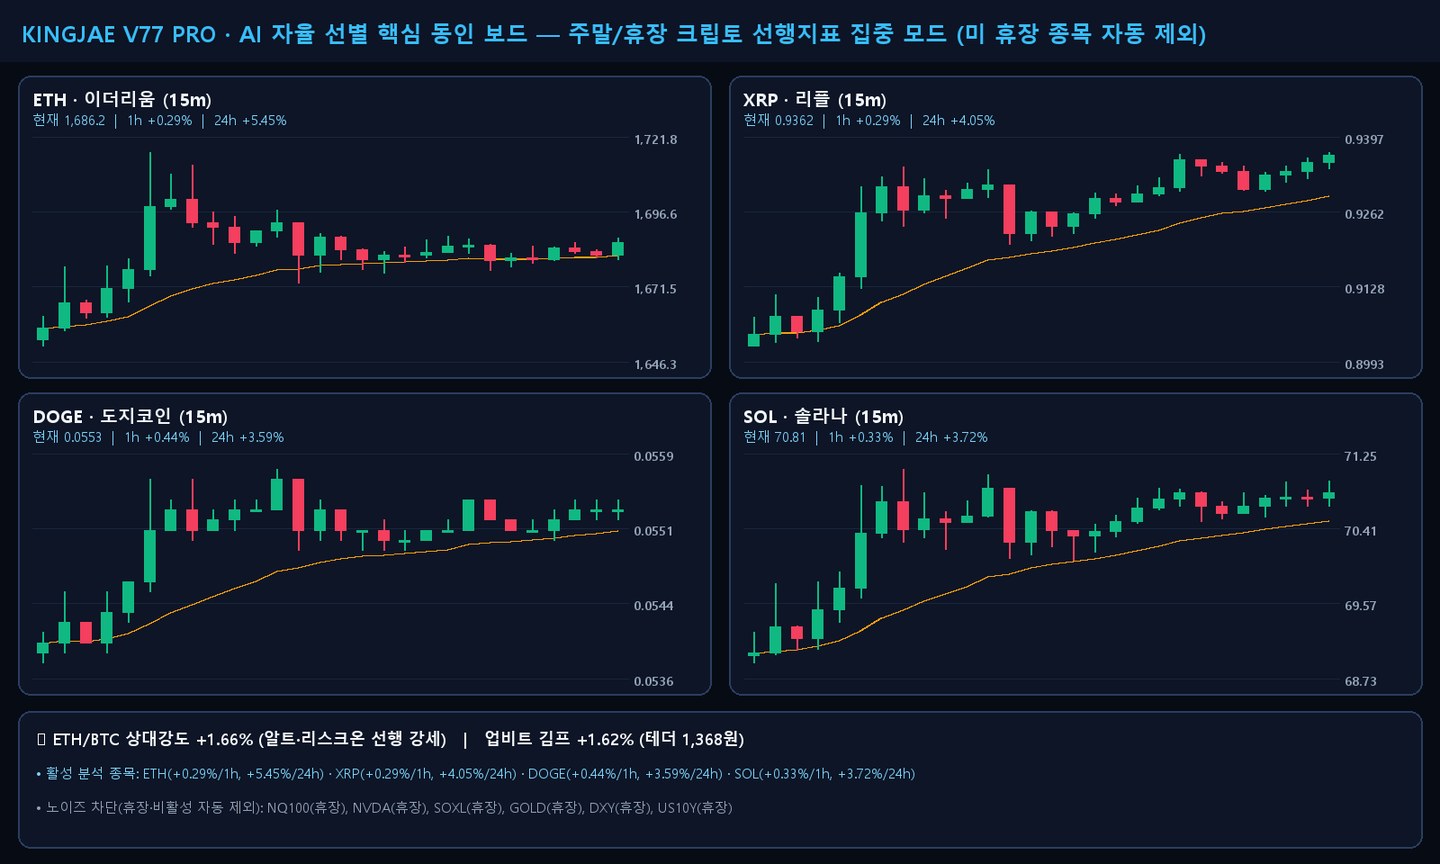 KINGJAE V77 PRO · AI 자율 선별 핵심 동인 보드 — 주말/휴장 크립토 선행지표 집중 모드 (미 휴장 종목 자동 제외)
ETH · 이더리움 (15m)
현재 1,686.2 | 1h +0.29% | 24h +5.45%
1,721.8
1,696.6
1,671.5
1,646.3
XRP · 리플 (15m)
현재 0.9362 | 1h +0.29% | 24h +4.05%
0.9397
0.9262
0.9128
0.8993
DOGE · 도지코인 (15m)
현재 0.0553 | 1h +0.44% | 24h +3.59%
0.0559
0.0551
0.0544
0.0536
SOL · 솔라나 (15m)
현재 70.81 | 1h +0.33% | 24h +3.72%
71.25
70.41
69.57
68.73
ETH/BTC 상대강도 +1.66% (알트·리스크온 선행 강세) | 업비트 김프 +1.62% (테더 1,368원)
• 활성 분석 종목: ETH(+0.29%/1h, +5.45%/24h) · XRP(+0.29%/1h, +4.05%/24h) · DOGE(+0.44%/1h, +3.59%/24h) · SOL(+0.33%/1h, +3.72%/24h)
• 노이즈 차단(휴장·비활성 자동 제외): NQ100(휴장), NVDA(휴장), SOXL(휴장), GOLD(휴장), DXY(휴장), US10Y(휴장)